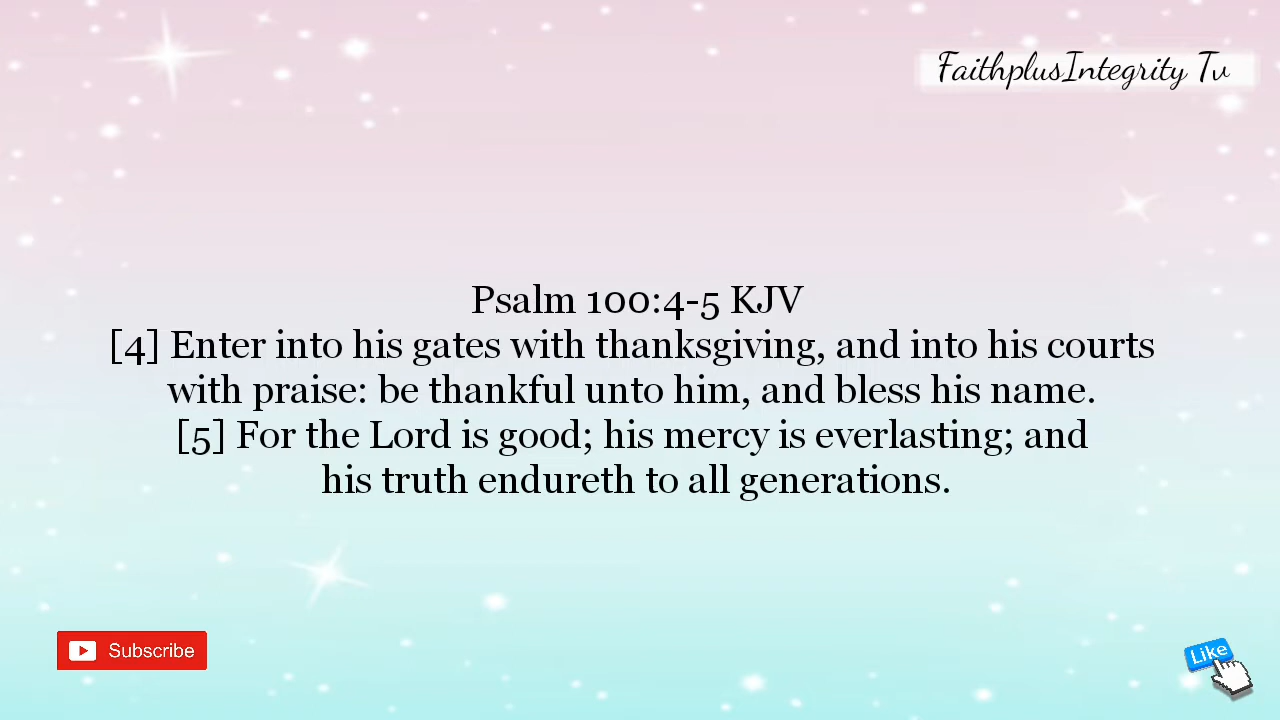 FaithplusIntegrity Tv
Psalm 100:4-5 KJV
[4] Enter into his gates with thanksgiving, and into his courts
with praise: be thankful unto him, and bless his name.
[5] For the Lord is good; his mercy is everlasting; and
his truth endureth to all generations.
Subscribe
Like